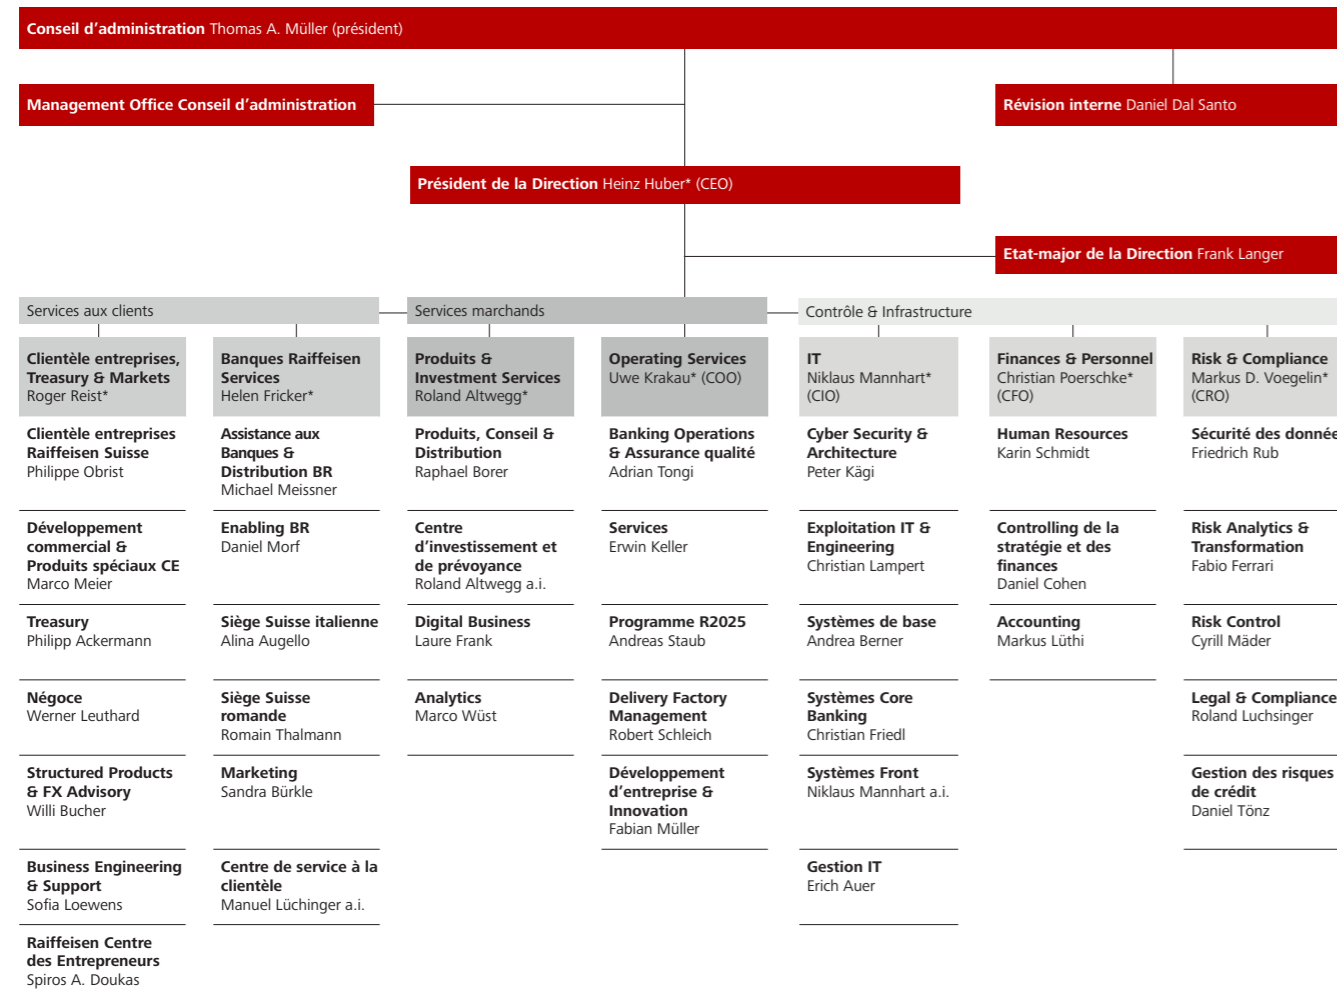 Conseil d’administration Thomas A. Müller (président)
Management Office Conseil d’administration
Révision interne Daniel Dal Santo
Président de la Direction Heinz Huber* (CEO)
Etat-major de la Direction Frank Langer
Services aux clients
Services marchands
Contrôle & Infrastructure
Clientèle entreprises,
Treasury & Markets
Roger Reist*
Clientèle entreprises
Raiffeisen Suisse
Philippe Obrist
Développement
commercial &
Produits spéciaux CE
Marco Meier
Treasury
Philipp Ackermann
Négoce
Werner Leuthard
Structured Products
& FX Advisory
Willi Bucher
Business Engineering
& Support
Sofia Loewens
Raiffeisen Centre
des Entrepreneurs
Spiros A. Doukas
Banques Raiffeisen
Services
Helen Fricker*
Assistance aux
Banques &
Distribution BR
Michael Meissner
Enabling BR
Daniel Morf
Siège Suisse italienne
Alina Augello
Siège Suisse
romande
Romain Thalmann
Marketing
Sandra Bürkle
Centre de service à la
clientèle
Manuel Lüchinger a.i.
Produits &
Investment Services
Roland Altwegg*
Produits, Conseil &
Distribution
Raphael Borer
Centre
d’investissement et
de prévoyance
Roland Altwegg a.i.
Digital Business
Laure Frank
Analytics
Marco Wüst
Operating Services
Uwe Krakau* (COO)
Banking Operations
& Assurance qualité
Adrian Tongi
Services
Erwin Keller
Programme R2025
Andreas Staub
Delivery Factory
Management
Robert Schleich
Développement
d’entreprise &
Innovation
Fabian Müller
IT
Niklaus Mannhart*
(CIO)
Cyber Security &
Architecture
Peter Kägi
Exploitation IT &
Engineering
Christian Lampert
Systèmes de base
Andrea Berner
Systèmes Core
Banking
Christian Friedl
Systèmes Front
Niklaus Mannhart a.i.
Gestion IT
Erich Auer
Finances & Personnel
Christian Poerschke*
(CFO)
Human Resources
Karin Schmidt
Controlling de la
stratégie et des
finances
Daniel Cohen
Accounting
Markus Lüthi
Risk & Compliance
Markus D. Voegelin*
(CRO)
Sécurité des donnée
Friedrich Rub
Risk Analytics &
Transformation
Fabio Ferrari
Risk Control
Cyrill Mäder
Legal & Compliance
Roland Luchsinger
Gestion des risques
de crédit
Daniel Tönz